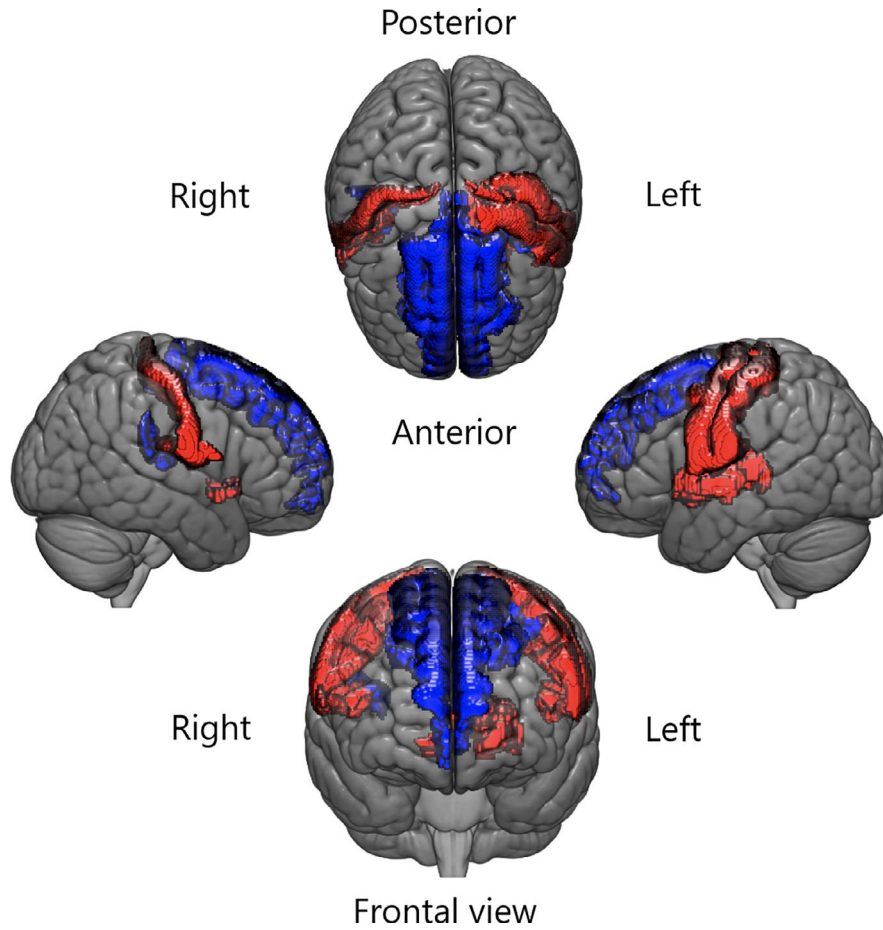 Posterior
Right
Left
Anterior
Right
Left
Frontal view